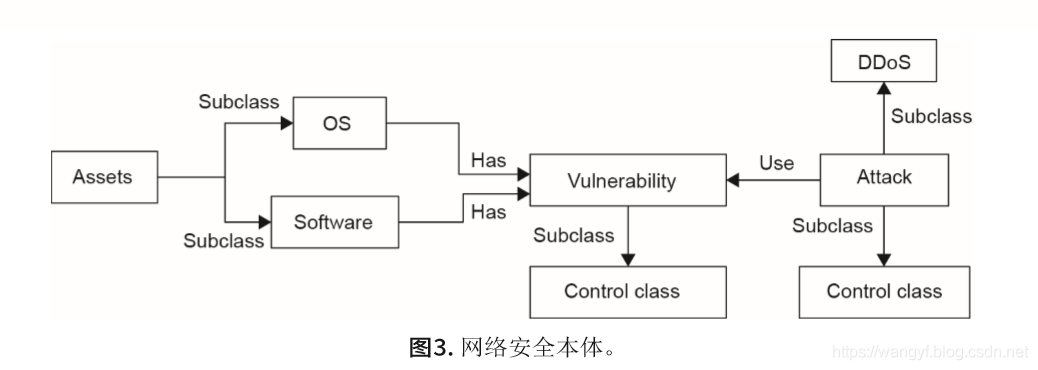 DDoS
Subclass
Subclass
OS
Has
Use
Assets
Vulnerability
Attack
Software
Has
Subclass
Subclass
Subclass
Control class
Control class
图3. 网络安全本体。
https://wangyf.blog.csdn.net